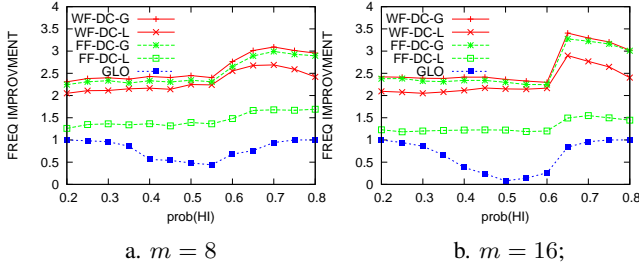 WF-DC-G
WF-DC-L
FF-DC-G
FF-DC-L
GLO
FREQ IMPROVMENT
4
3.5
3
2.5
2
1.5
1
0.5
0
0.2 0.3 0.4 0.5 0.6 0.7 0.8
prob(HI)
a. m = 8
WF-DC-G
WF-DC-L
FF-DC-G
FF-DC-L
GLO
FREQ IMPROVMENT
4
3.5
3
2.5
2
1.5
1
0.5
0
0.2 0.3 0.4 0.5 0.6 0.7 0.8
prob(HI)
b. m = 16;